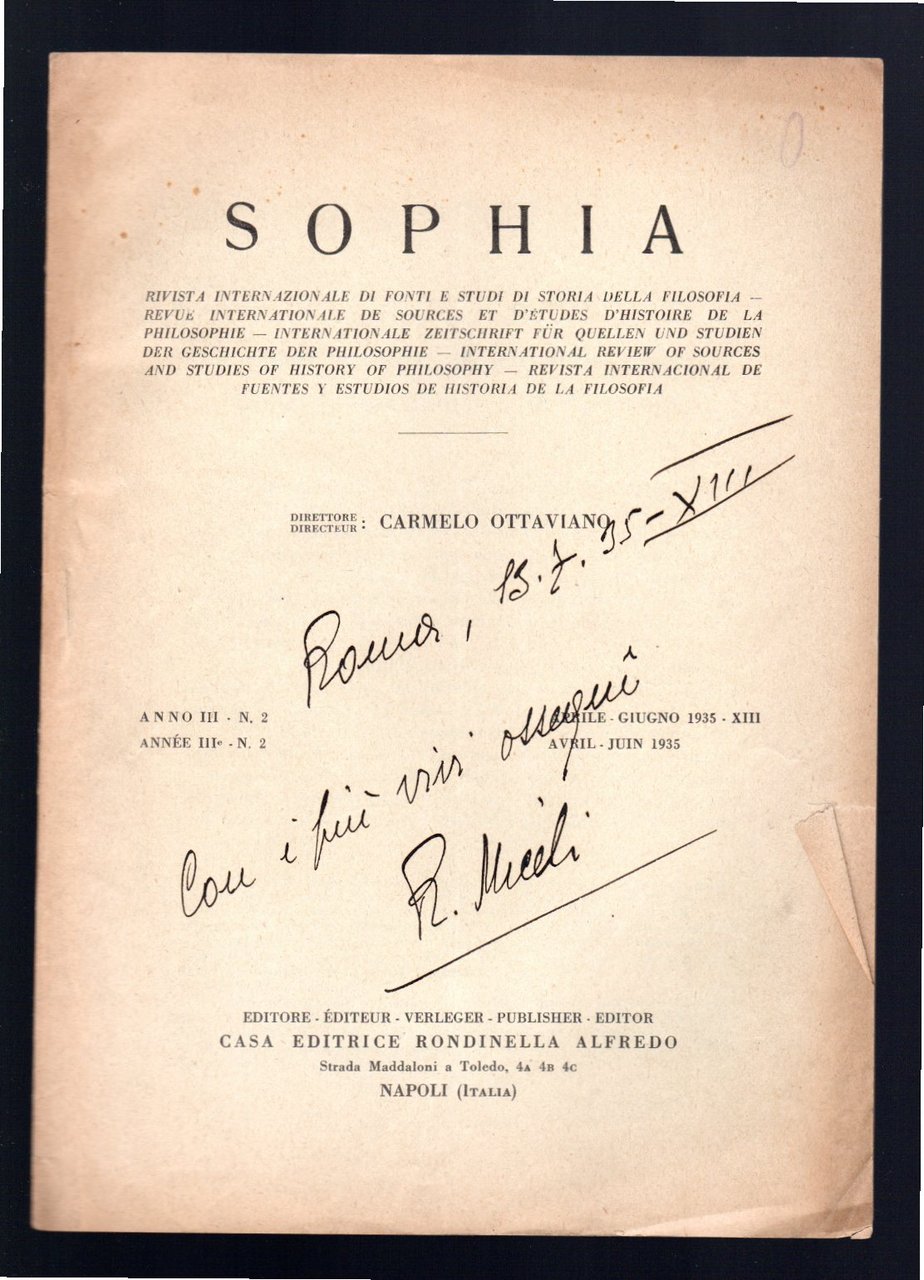 SOPHIA
RIVISTA INTERNAZIONALE DI FONTI E STUDI DI STORIA DELLA FILOSOFIA —
REVUE INTERNATIONALE DE SOURCES ET D'ÉTUDES D'HISTOIRE DE LA
PHILOSOPHIE — INTERNATIONALE ZEITSCHRIFT FÜR QUELLEN UND STUDIEN
DER GESCHICHTE DER PHILOSOPHIE — INTERNATIONAL REVIEW OF SOURCES
AND STUDIES OF HISTORY OF PHILOSOPHY — REVISTA INTERNACIONAL DE
FUENTES Y ESTUDIOS DE HISTORIA DE LA FILOSOFIA
DIRETTORE
DIRECTEUR : CARMELO OTTAVIANO
Roma, 13.7.35-XIII
ANNO III - N. 2 APRILE - GIUGNO 1935 - XIII
ANNÉE IIIe - N. 2 AVRIL - JUIN 1935
Con i più vivi ossequi
R. Miceli
EDITORE - ÉDITEUR - VERLEGER - PUBLISHER - EDITOR
CASA EDITRICE RONDINELLA ALFREDO
Strada Maddaloni a Toledo, 4A 4B 4C
NAPOLI (ITALIA)